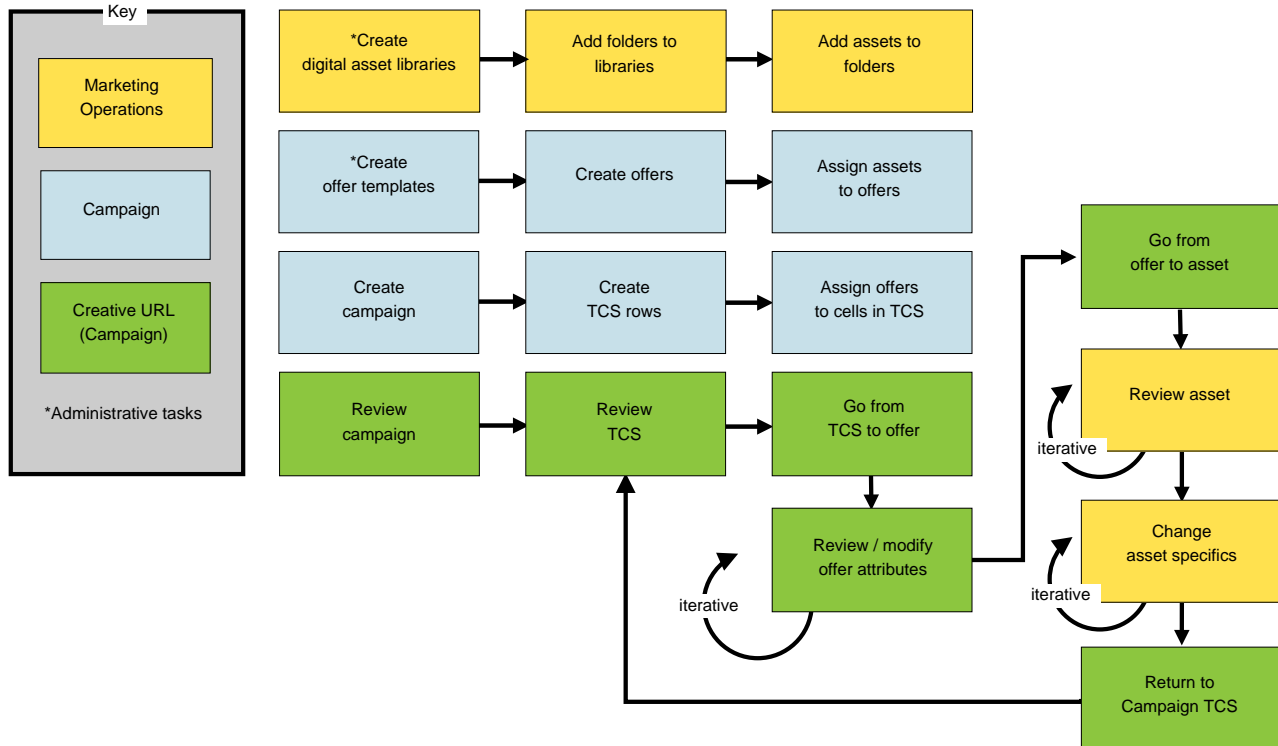 Key
Marketing
Operations
Campaign
Creative URL
(Campaign)
*Administrative tasks
*Create
digital asset libraries
Add folders to
libraries
Add assets to
folders
*Create
offer templates
Create offers
Assign assets
to offers
Create
campaign
Create
TCS rows
Assign offers
to cells in TCS
Review
campaign
Review
TCS
Go from
TCS to offer
Review / modify
offer attributes
iterative
Go from
offer to asset
Review asset
iterative
Change
asset specifics
iterative
Return to
Campaign TCS